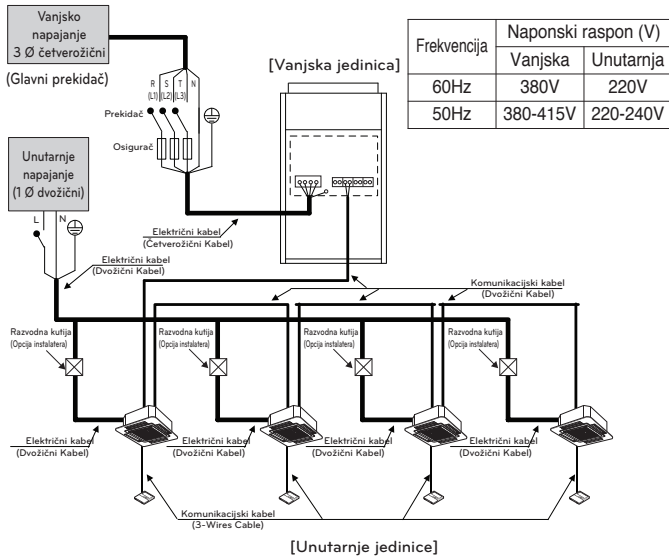 Vanjsko
napajanje
3 Ø četverožični
(Glavni prekidač)
R S T N
(L1) (L2) (L3)
Prekidač
Osigurač
[Vanjska jedinica]
Frekvencija
Naponski raspon (V)
Vanjska Unutarnja
60Hz 380V 220V
50Hz 380-415V 220-240V
Unutarnje
napajanje
(1 Ø dvožični)
L N
Električni kabel
(Četverožični Kabel)
Električni kabel
(Dvožični Kabel)
Komunikacijski kabel
(Dvožični Kabel)
Razvodna kutija
(Opcija instalatera)
Razvodna kutija
(Opcija instalatera)
Razvodna kutija
(Opcija instalatera)
Razvodna kutija
(Opcija instalatera)
Električni kabel
(Dvožični Kabel)
Električni kabel
(Dvožični Kabel)
Električni kabel
(Dvožični Kabel)
Električni kabel
(Dvožični Kabel)
Komunikacijski kabel
(3-Wires Cable)
[Unutarnje jedinice]